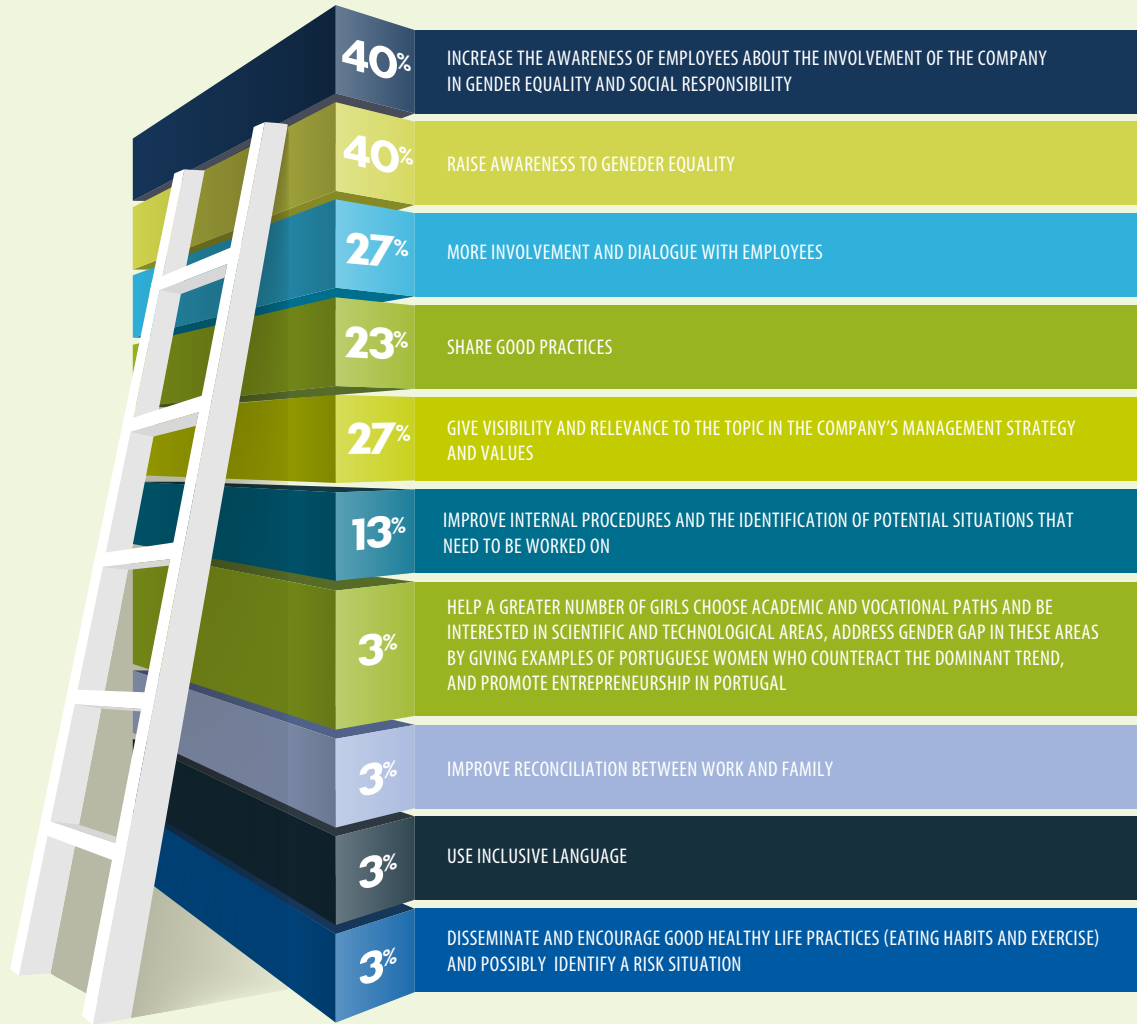 40%
INCREASE THE AWARENESS OF EMPLOYEES ABOUT THE INVOLVEMENT OF THE COMPANY
IN GENDER EQUALITY AND SOCIAL RESPONSIBILITY
40%
RAISE AWARENESS TO GENEDER EQUALITY
27%
MORE INVOLVEMENT AND DIALOGUE WITH EMPLOYEES
23%
SHARE GOOD PRACTICES
27%
GIVE VISIBILITY AND RELEVANCE TO THE TOPIC IN THE COMPANY'S MANAGEMENT STRATEGY
AND VALUES
13%
IMPROVE INTERNAL PROCEDURES AND THE IDENTIFICATION OF POTENTIAL SITUATIONS THAT
NEED TO BE WORKED ON
3%
HELP A GREATER NUMBER OF GIRLS CHOOSE ACADEMIC AND VOCATIONAL PATHS AND BE
INTERESTED IN SCIENTIFIC AND TECHNOLOGICAL AREAS, ADDRESS GENDER GAP IN THESE AREAS
BY GIVING EXAMPLES OF PORTUGUESE WOMEN WHO COUNTERACT THE DOMINANT TREND,
AND PROMOTE ENTREPRENEURSHIP IN PORTUGAL
3%
IMPROVE RECONCILIATION BETWEEN WORK AND FAMILY
3%
USE INCLUSIVE LANGUAGE
3%
DISSEMINATE AND ENCOURAGE GOOD HEALTHY LIFE PRACTICES (EATING HABITS AND EXERCISE)
AND POSSIBLY IDENTIFY A RISK SITUATION